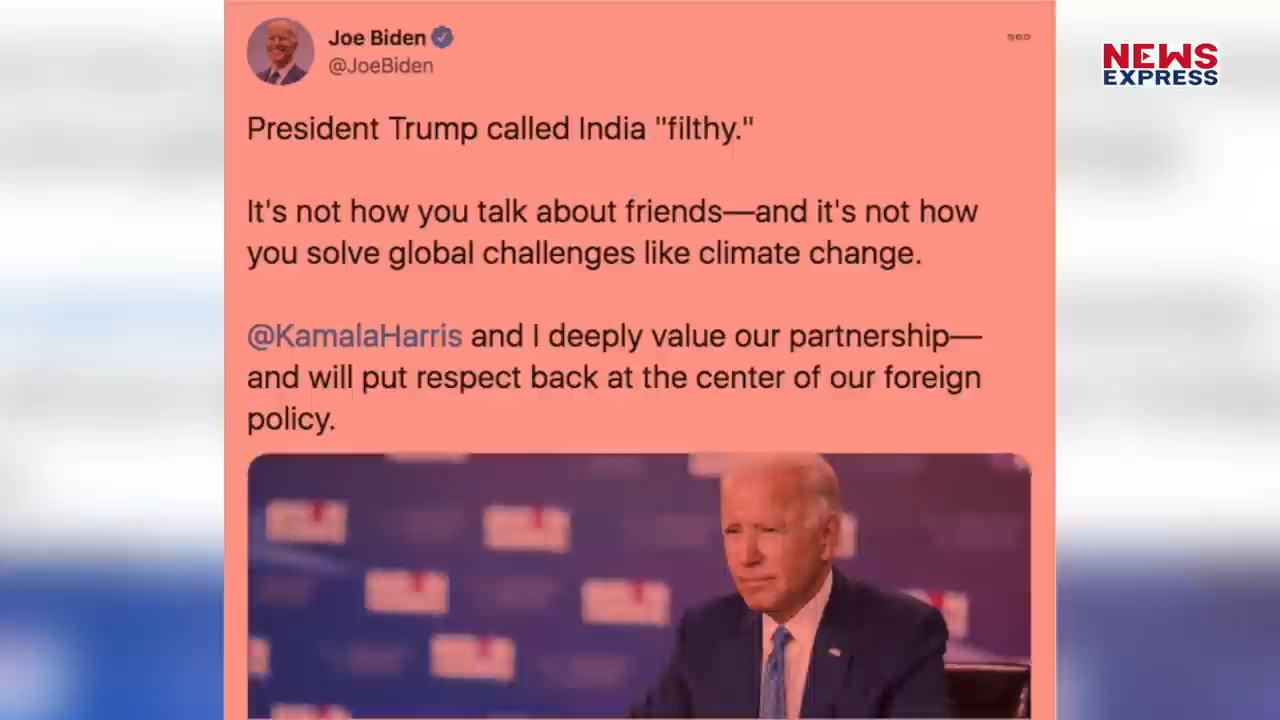 Joe Biden
@JoeBiden
NEWS
EXPRESS
President Trump called India "filthy."
It's not how you talk about friends—and it's not how
you solve global challenges like climate change.
@KamalaHarris and I deeply value our partnership—
and will put respect back at the center of our foreign
policy.